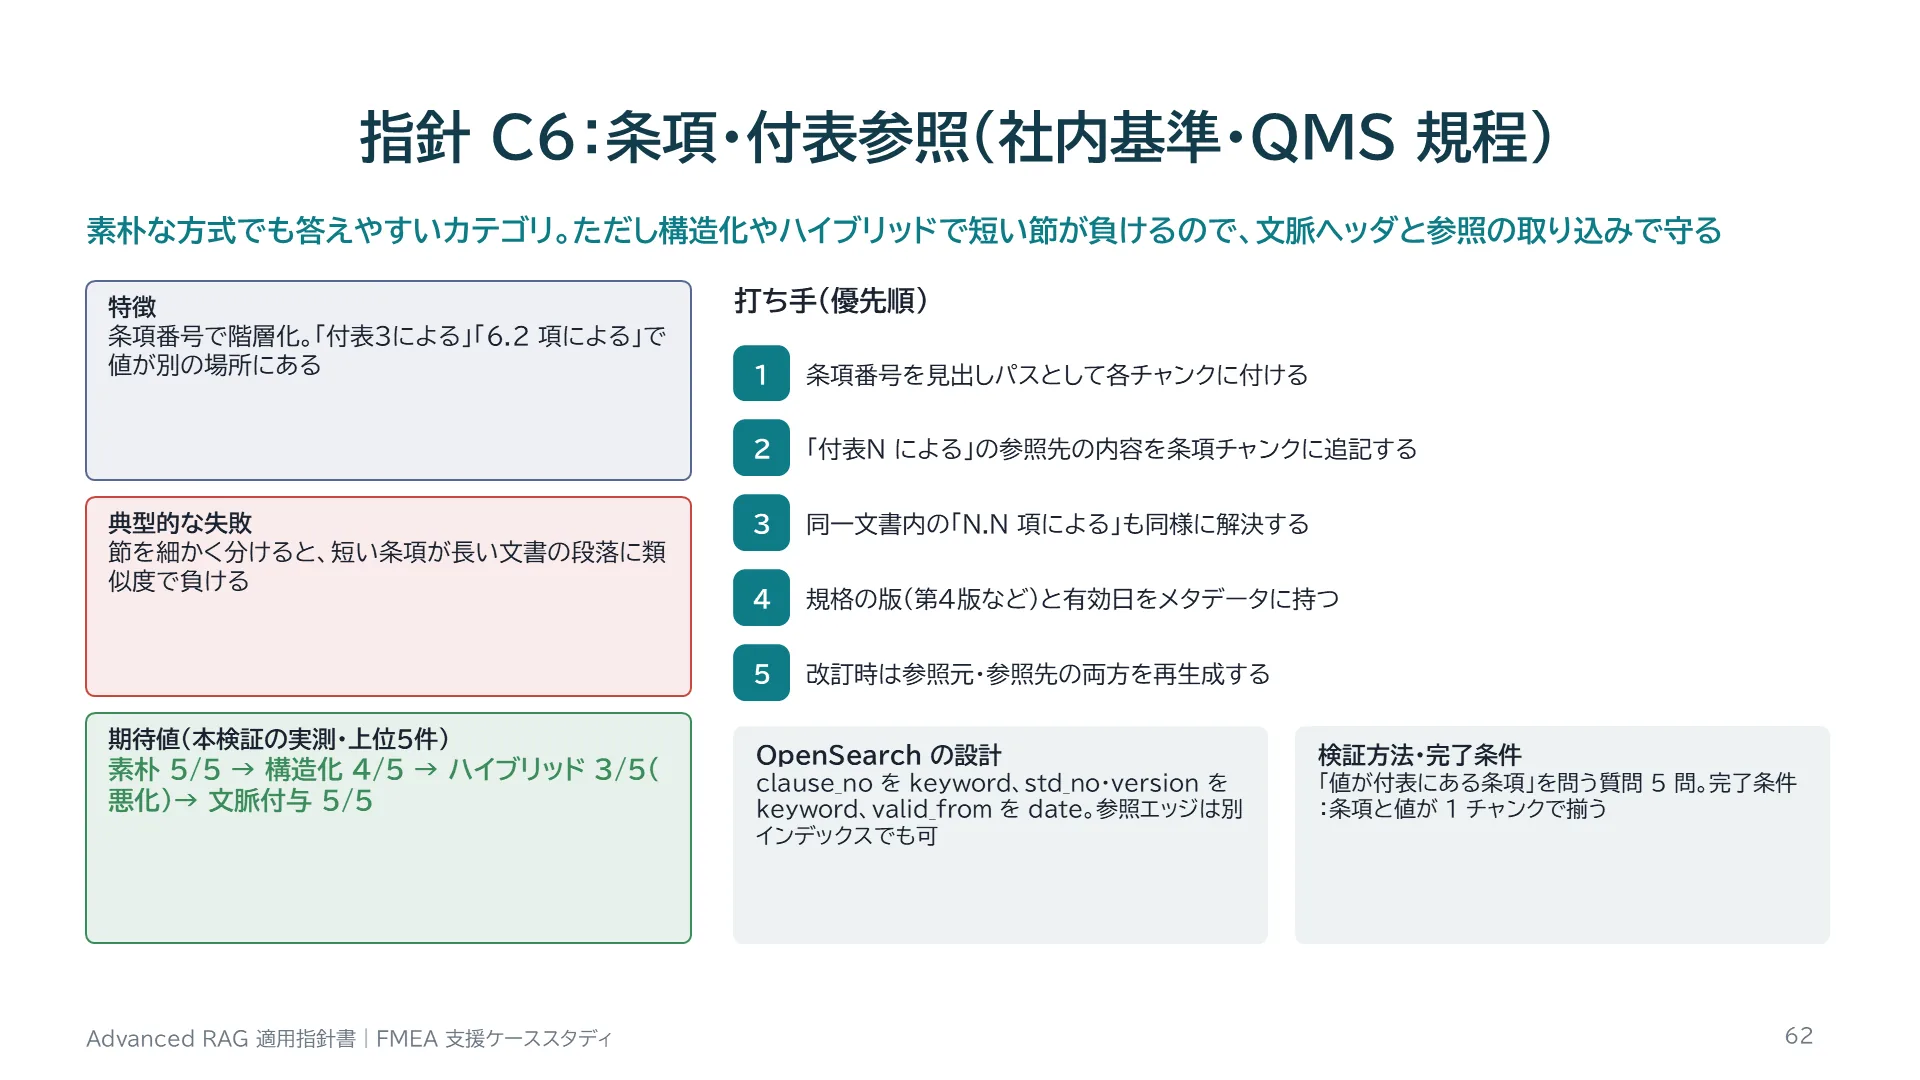 指針 C6：条項・付表参照（社内基準・QMS 規程）
素朴な方式でも答えやすいカテゴリ。ただし構造化やハイブリッドで短い節が負けるので、文脈ヘッダと参照の取り込みで守る
特徴
条項番号で階層化。「付表3による」「6.2 項による」で
値が別の場所にある
典型的な失敗
節を細かく分けると、短い条項が長い文書の段落に類
似度で負ける
期待値（本検証の実測・上位5件）
素朴 5/5 → 構造化 4/5 → ハイブリッド 3/5（
悪化）→ 文脈付与 5/5
打ち手（優先順）
1 条項番号を見出しパスとして各チャンクに付ける
2 「付表N による」の参照先の内容を条項チャンクに追記する
3 同一文書内の「N.N 項による」も同様に解決する
4 規格の版（第4版など）と有効日をメタデータに持つ
5 改訂時は参照元・参照先の両方を再生成する
OpenSearch の設計
clause_no を keyword、std_no・version を
keyword、valid_from を date。参照エッジは別
インデックスでも可
検証方法・完了条件
「値が付表にある条項」を問う質問 5 問。完了条件
：条項と値が 1 チャンクで揃う
Advanced RAG 適用指針書｜FMEA 支援ケーススタディ
62